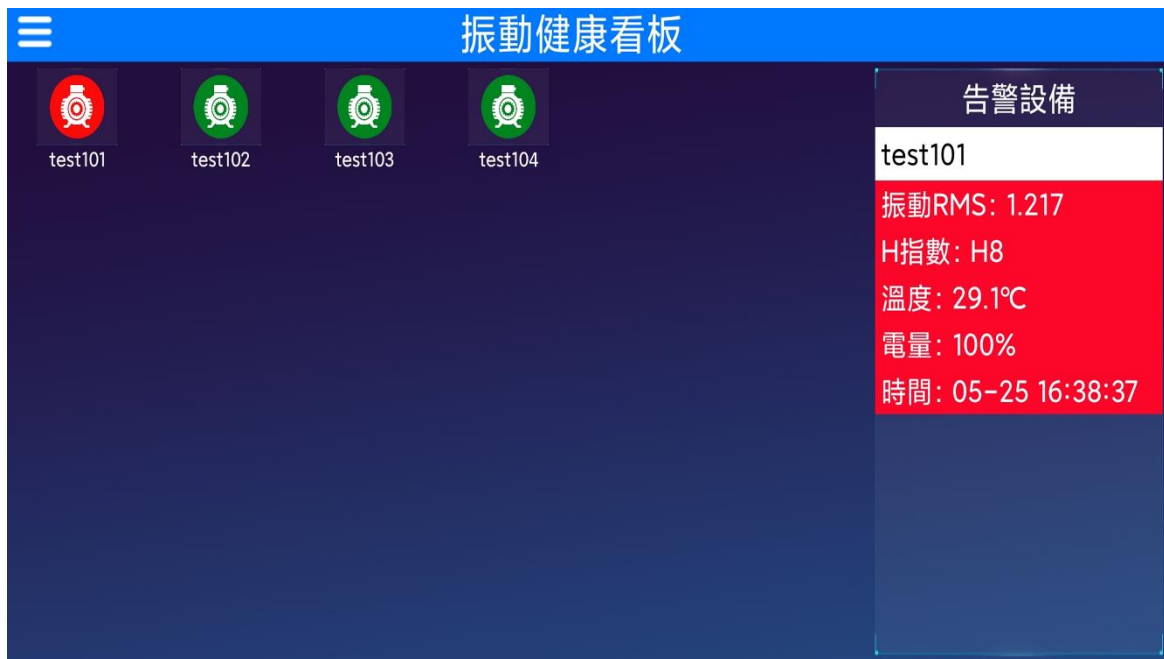 振動健康看板
test101
test102
test103
test104
告警設備
test101
振動RMS: 1.217
H指數: H8
溫度: 29.1℃
電量: 100%
時間: 05-25 16:38:37